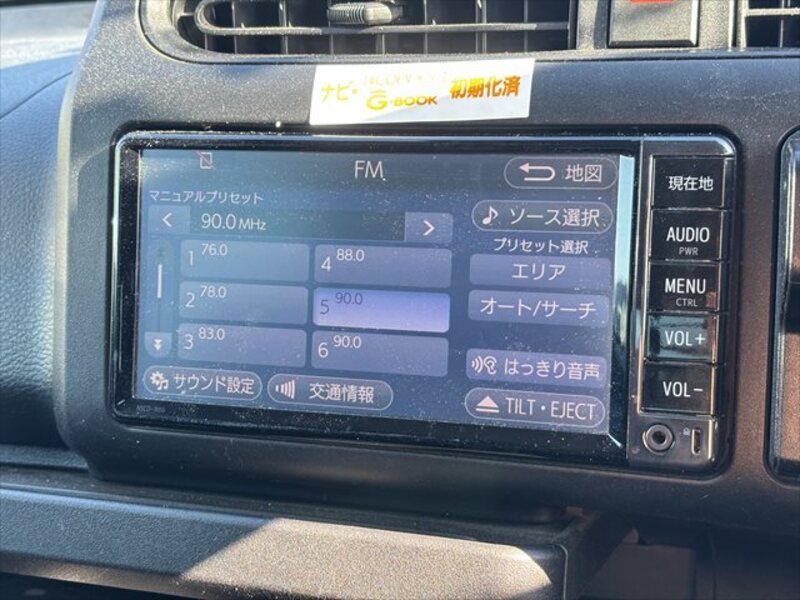 ナビ・
G-BOOK 初期化済
FM
地図
マニュアルプリセット
< 90.0 MHz >
ソース選択
プリセット選択
1 76.0
4 88.0
エリア
2 78.0
5 90.0
オート/サーチ
3 83.0
6 90.0
はっきり音声
サウンド設定
交通情報
TILT・EJECT
現在地
AUDIO
PWR
MENU
CTRL
VOL+
VOL-